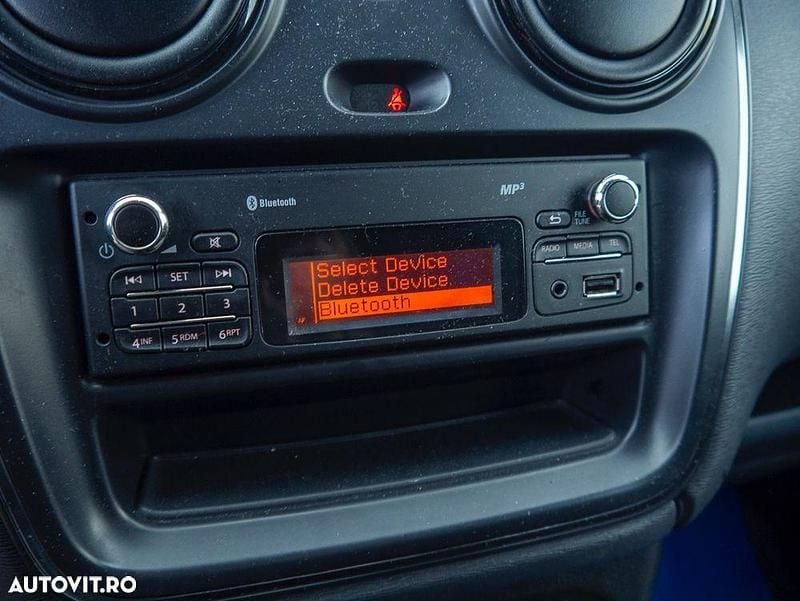 Bluetooth
MP3
FILE
TUNE
SET
RADIO
MEDIA
TEL
1
2
3
4INF
5RDM
6RPT
Select Device
Delete Device
Bluetooth
AF
AUTOVIT.RO